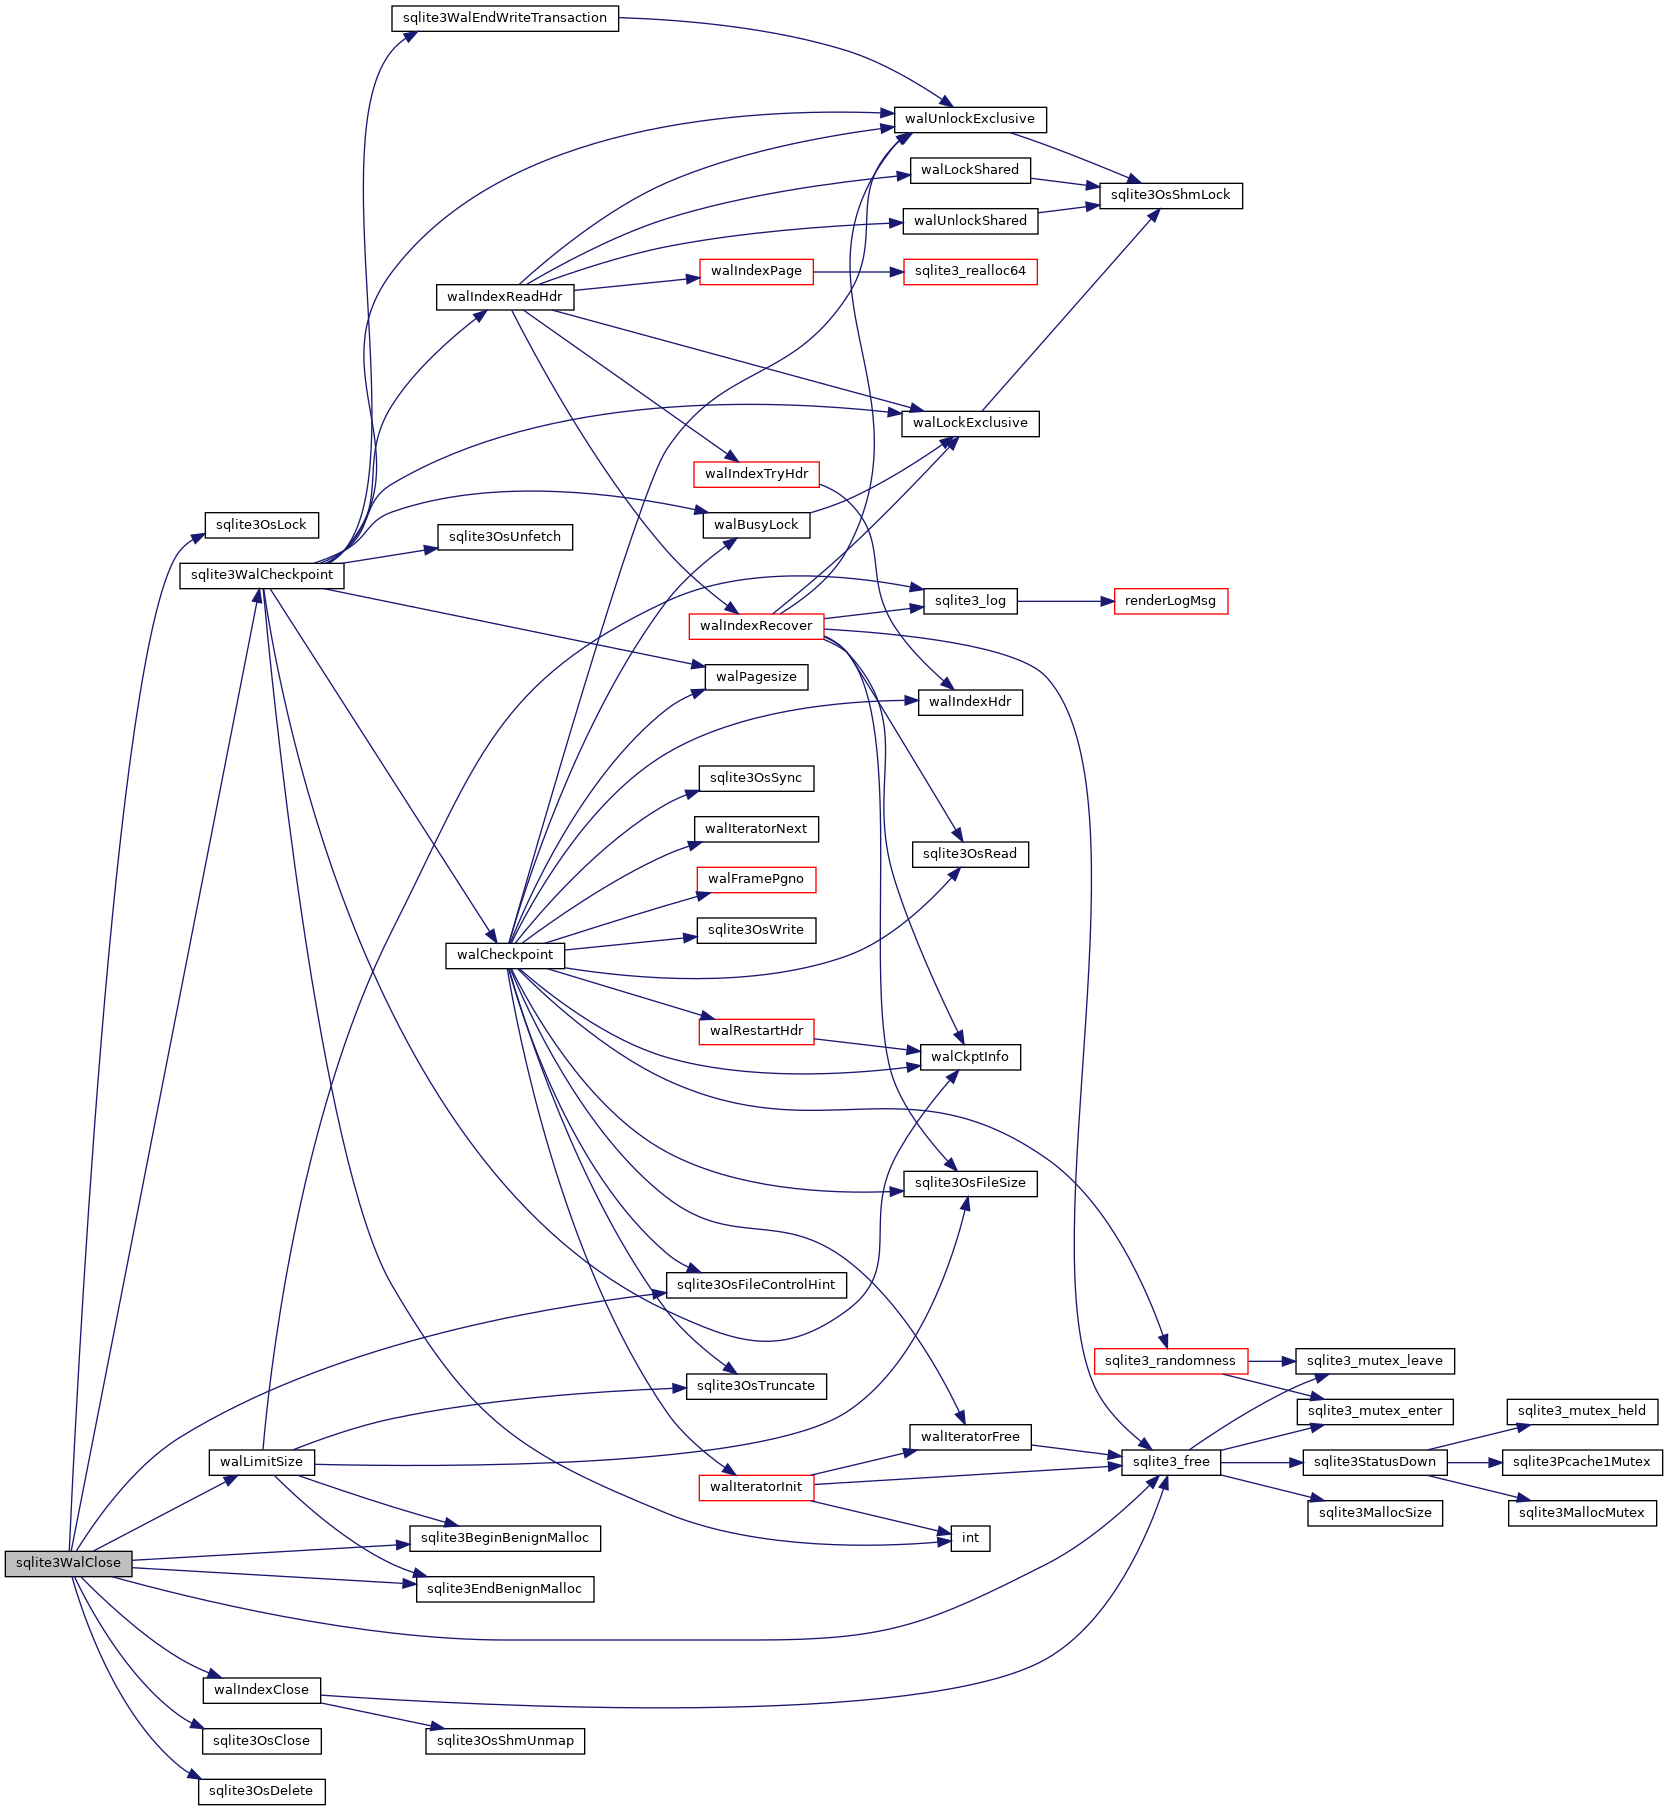 sqlite3WalEndWriteTransaction
walUnlockExclusive
walLockShared
sqlite3OsShmLock
walUnlockShared
walIndexPage
sqlite3_realloc64
walIndexReadHdr
walLockExclusive
walIndexTryHdr
sqlite3OsLock
walBusyLock
sqlite3OsUnfetch
sqlite3WalCheckpoint
sqlite3_log
renderLogMsg
walIndexRecover
walPagesize
walIndexHdr
sqlite3OsSync
walIteratorNext
sqlite3OsRead
walFramePgno
sqlite3OsWrite
walCheckpoint
walRestartHdr
walCkptInfo
sqlite3OsFileSize
sqlite3OsFileControlHint
sqlite3_randomness
sqlite3_mutex_leave
sqlite3OsTruncate
sqlite3_mutex_enter
sqlite3_mutex_held
walIteratorFree
walLimitSize
sqlite3_free
sqlite3StatusDown
sqlite3Pcache1Mutex
walIteratorInit
sqlite3MallocSize
sqlite3MallocMutex
sqlite3BeginBenignMalloc
int
sqlite3WalClose
sqlite3EndBenignMalloc
walIndexClose
sqlite3OsClose
sqlite3OsShmUnmap
sqlite3OsDelete